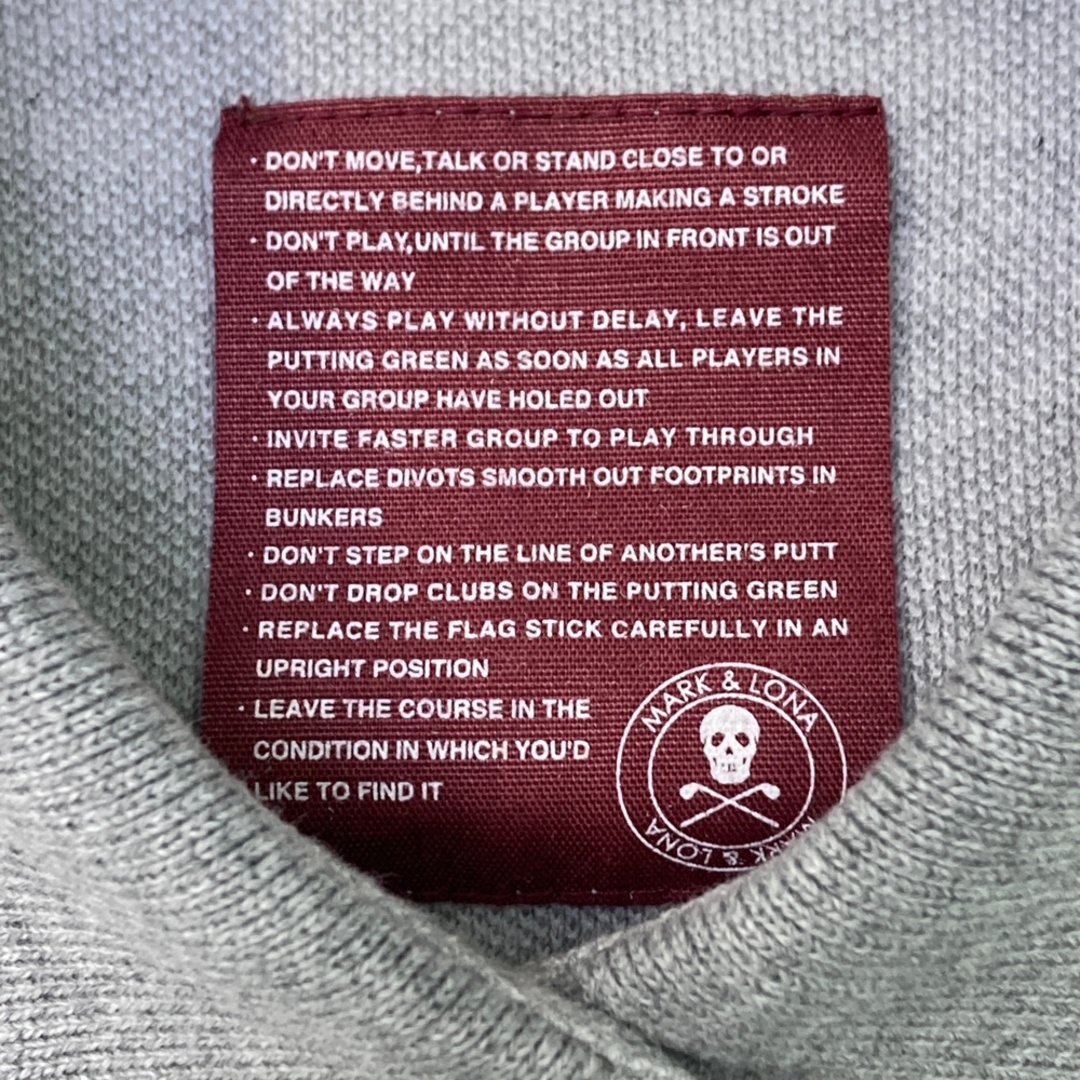 · DON'T MOVE,TALK OR STAND CLOSE TO OR
DIRECTLY BEHIND A PLAYER MAKING A STROKE
· DON'T PLAY,UNTIL THE GROUP IN FRONT IS OUT
OF THE WAY
· ALWAYS PLAY WITHOUT DELAY, LEAVE THE
PUTTING GREEN AS SOON AS ALL PLAYERS IN
YOUR GROUP HAVE HOLED OUT
· INVITE FASTER GROUP TO PLAY THROUGH
· REPLACE DIVOTS SMOOTH OUT FOOTPRINTS IN
BUNKERS
· DON'T STEP ON THE LINE OF ANOTHER'S PUTT
· DON'T DROP CLUBS ON THE PUTTING GREEN
· REPLACE THE FLAG STICK CAREFULLY IN AN
UPRIGHT POSITION
· LEAVE THE COURSE IN THE
CONDITION IN WHICH YOU'D
LIKE TO FIND IT
MARK & LONA
MARK & LONA